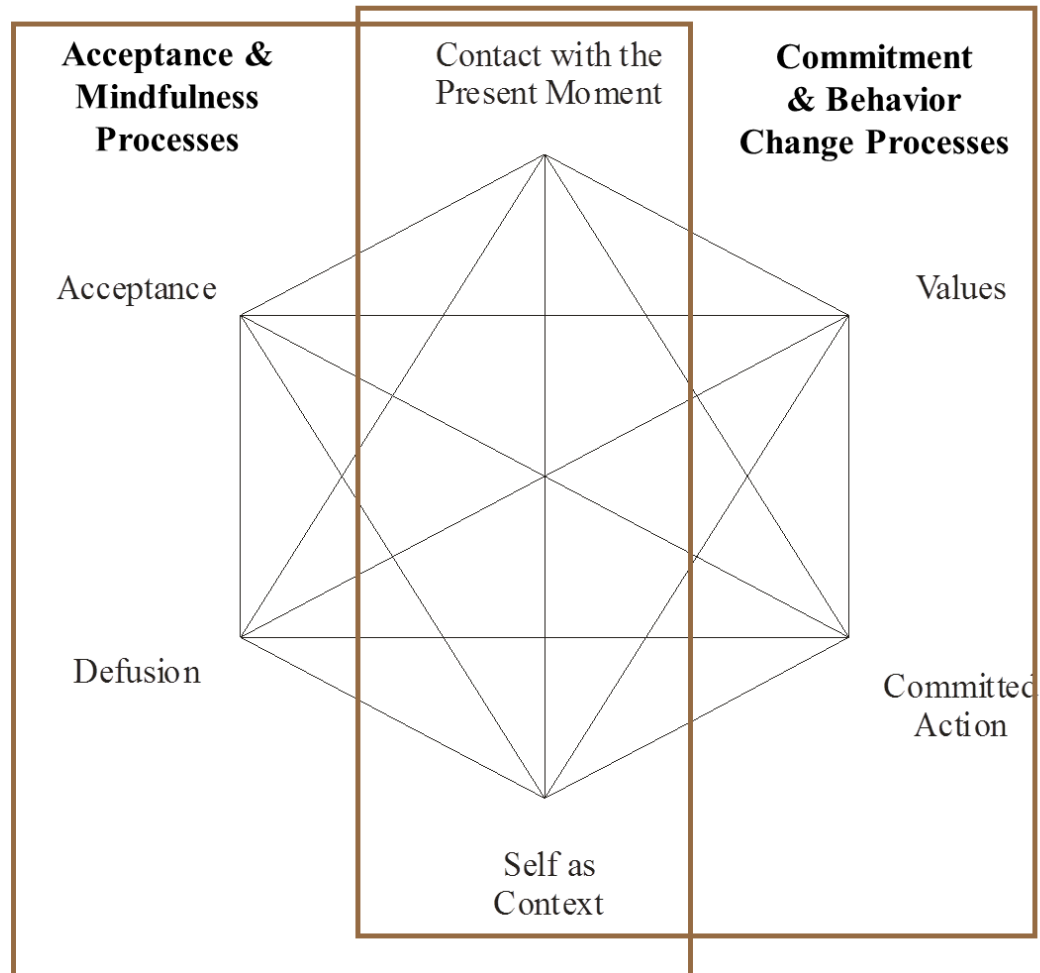 Acceptance &
Mindfulness
Processes
Contact with the
Present Moment
Commitment
& Behavior
Change Processes
Acceptance
Values
Defusion
Committed
Action
Self as
Context